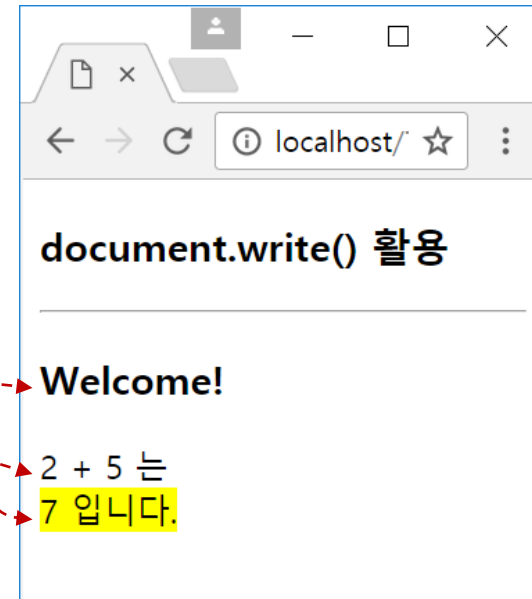 localhost/
document.write() 활용
Welcome!
2 + 5 는
7 입니다.